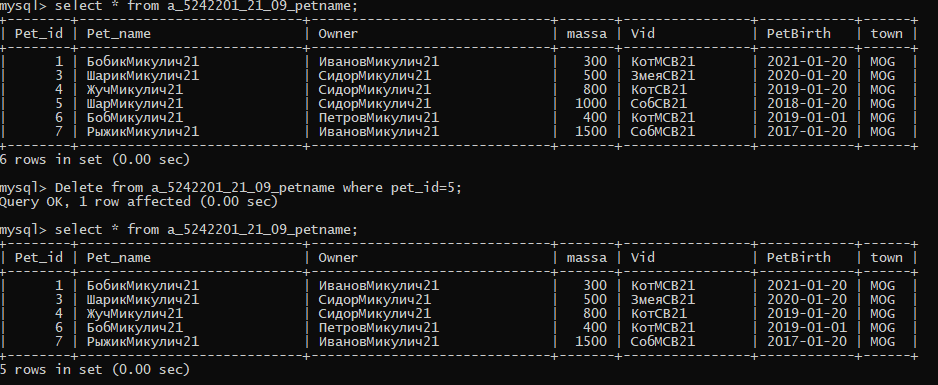 mysql> select * from a_5242201_21_09_petname;
+--------+--------------------------+----------------------------+-------+---------------+------------+------+
| Pet_id | Pet_name                 | Owner                      | massa | Vid           | PetBirth   | town |
+--------+--------------------------+----------------------------+-------+---------------+------------+------+
|      1 | БобикМикулич21           | ИвановМикулич21            |   300 | КотМСВ21      | 2021-01-20 | MOG  |
|      3 | ШарикМикулич21           | СидорМикулич21             |   500 | ЗмеяСВ21      | 2020-01-20 | MOG  |
|      4 | ЖучМикулич21             | СидорМикулич21             |   800 | КотСВ21       | 2019-01-20 | MOG  |
|      5 | ШарМикулич21             | СидорМикулич21             |  1000 | СобСВ21       | 2018-01-20 | MOG  |
|      6 | БобМикулич21             | ПетровМикулич21            |   400 | КотМСВ21      | 2019-01-01 | MOG  |
|      7 | РыжикМикулич21           | ИвановМикулич21            |  1500 | СобМСВ21      | 2017-01-20 | MOG  |
+--------+--------------------------+----------------------------+-------+---------------+------------+------+
6 rows in set (0.00 sec)
mysql> Delete from a_5242201_21_09_petname where pet_id=5;
Query OK, 1 row affected (0.00 sec)
mysql> select * from a_5242201_21_09_petname;
+--------+--------------------------+----------------------------+-------+---------------+------------+------+
| Pet_id | Pet_name                 | Owner                      | massa | Vid           | PetBirth   | town |
+--------+--------------------------+----------------------------+-------+---------------+------------+------+
|      1 | БобикМикулич21           | ИвановМикулич21            |   300 | КотМСВ21      | 2021-01-20 | MOG  |
|      3 | ШарикМикулич21           | СидорМикулич21             |   500 | ЗмеяСВ21      | 2020-01-20 | MOG  |
|      4 | ЖучМикулич21             | СидорМикулич21             |   800 | КотСВ21       | 2019-01-20 | MOG  |
|      6 | БобМикулич21             | ПетровМикулич21            |   400 | КотМСВ21      | 2019-01-01 | MOG  |
|      7 | РыжикМикулич21           | ИвановМикулич21            |  1500 | СобМСВ21      | 2017-01-20 | MOG  |
+--------+--------------------------+----------------------------+-------+---------------+------------+------+
5 rows in set (0.00 sec)